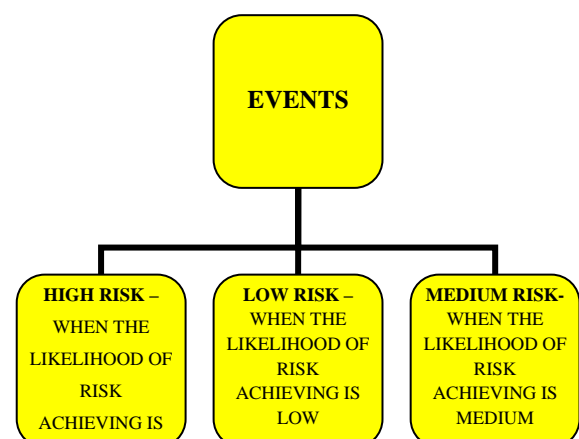 EVENTS
HIGH RISK –
WHEN THE
LIKELIHOOD OF
RISK
ACHIEVING IS
LOW RISK –
WHEN THE
LIKELIHOOD OF
RISK
ACHIEVING IS
LOW
MEDIUM RISK-
WHEN THE
LIKELIHOOD OF
RISK
ACHIEVING IS
MEDIUM